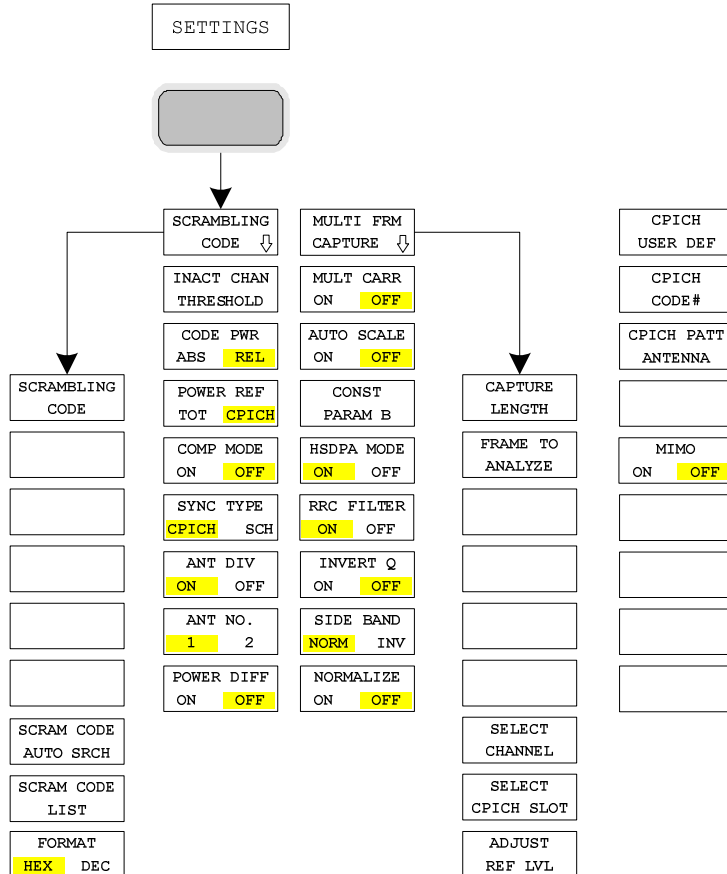 SETTINGS
SCRAMBLING
CODE
INACT CHAN
THRESHOLD
CODE PWR
ABS REL
POWER REF
TOT CPICH
COMP MODE
ON OFF
SYNC TYPE
CPICH SCH
ANT DIV
ON OFF
ANT NO.
1 2
POWER DIFF
ON OFF
MULTI FRM
CAPTURE
MULT CARR
ON OFF
AUTO SCALE
ON OFF
CONST
PARAM B
HSDPA MODE
ON OFF
RRC FILTER
ON OFF
INVERT Q
ON OFF
SIDE BAND
NORM INV
NORMALIZE
ON OFF
CPICH
USER DEF
CPICH
CODE#
CPICH PATT
ANTENNA
MIMO
ON OFF
SCRAMBLING
CODE
SCRAM CODE
AUTO SRCH
SCRAM CODE
LIST
FORMAT
HEX DEC
CAPTURE
LENGTH
FRAME TO
ANALYZE
SELECT
CHANNEL
SELECT
CPICH SLOT
ADJUST
REF LVL